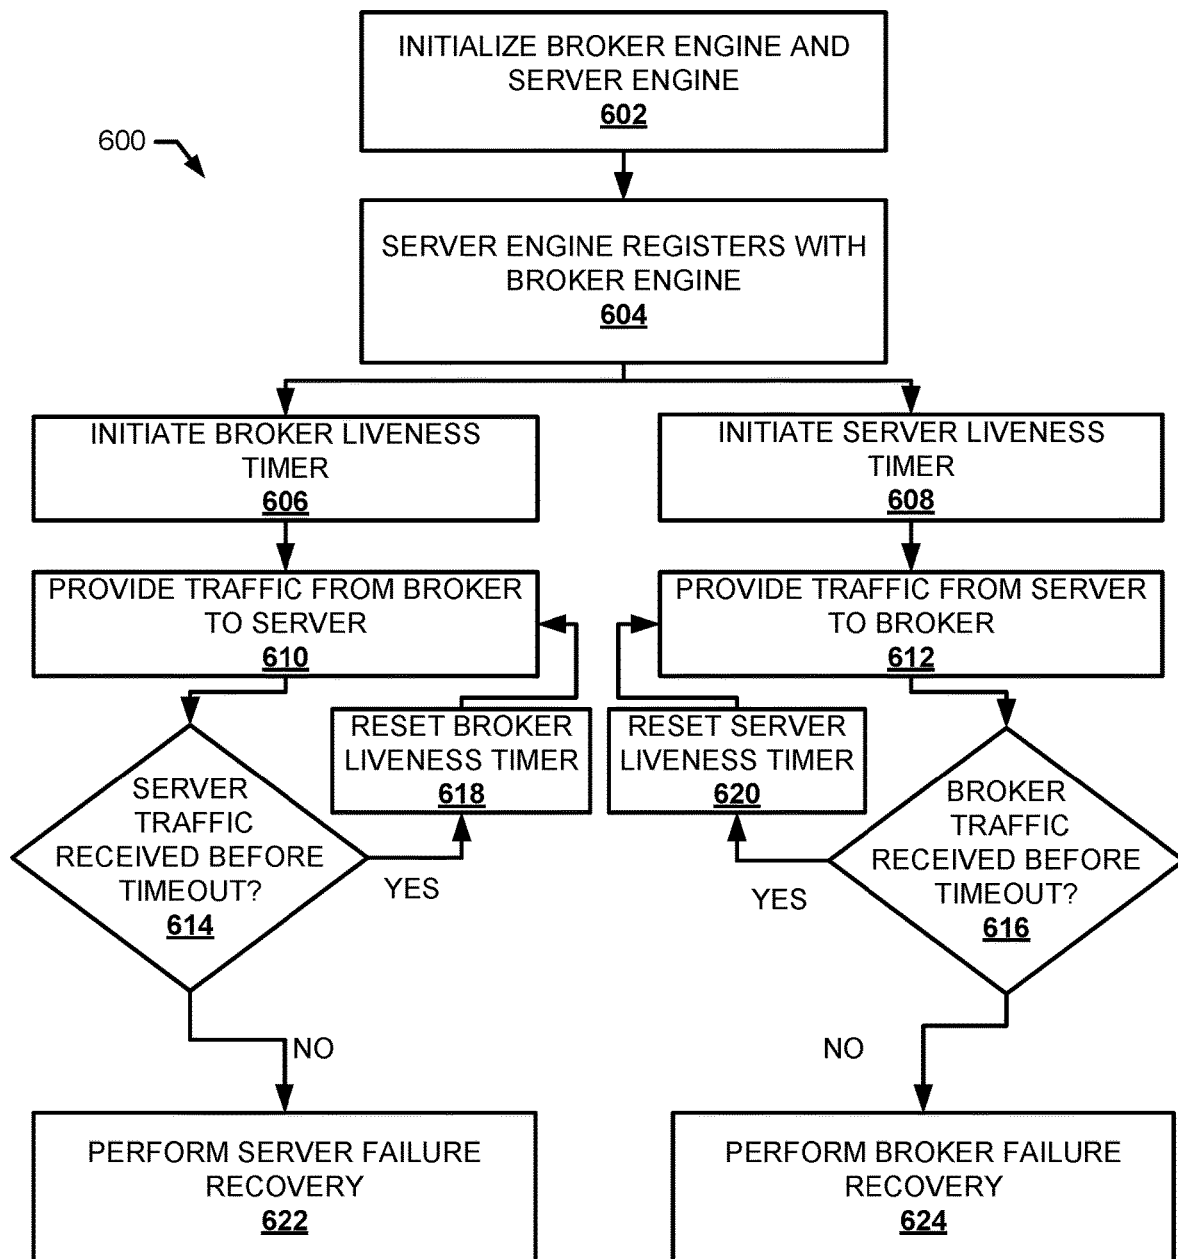 INITIALIZE BROKER ENGINE AND
SERVER ENGINE
602
600
SERVER ENGINE REGISTERS WITH
BROKER ENGINE
604
INITIATE BROKER LIVENESS
TIMER
606
INITIATE SERVER LIVENESS
TIMER
608
PROVIDE TRAFFIC FROM BROKER
TO SERVER
610
PROVIDE TRAFFIC FROM SERVER
TO BROKER
612
RESET BROKER
LIVENESS TIMER
618
RESET SERVER
LIVENESS TIMER
620
SERVER
TRAFFIC
RECEIVED BEFORE
TIMEOUT?
614
YES
BROKER
TRAFFIC
RECEIVED BEFORE
TIMEOUT?
616
YES
NO
NO
PERFORM SERVER FAILURE
RECOVERY
622
PERFORM BROKER FAILURE
RECOVERY
624